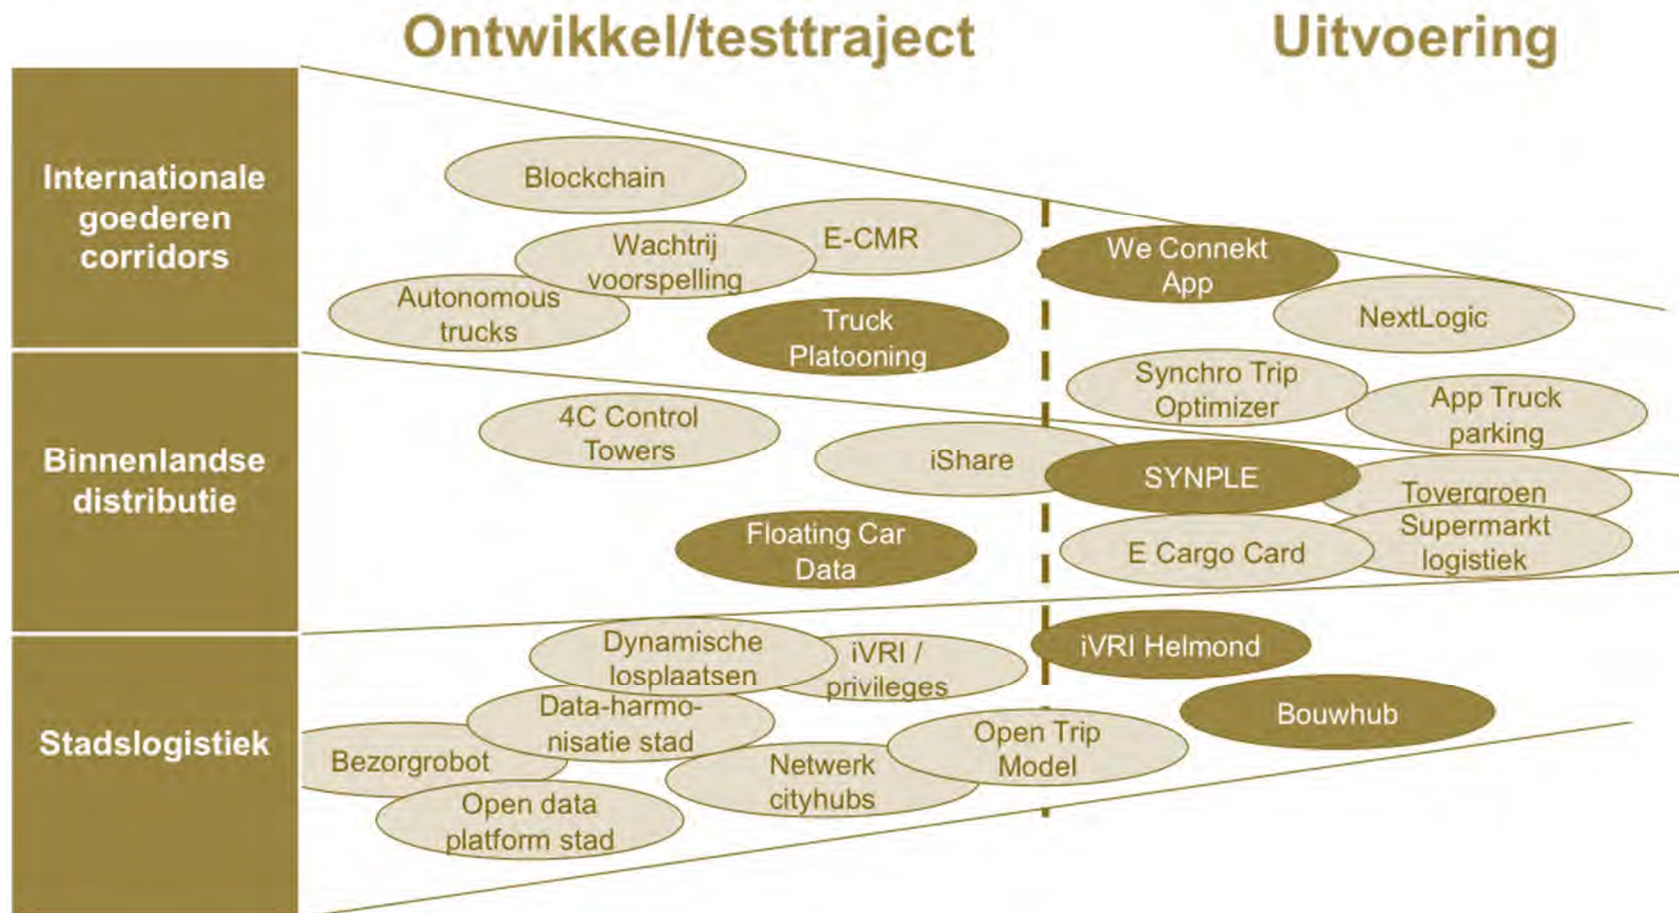 Ontwikkel/testtraject
Uitvoering
Internationale
goederen
corridors
Blockchain
E-CMR
Wachtrij
voorspelling
Autonomous
trucks
Truck
Platooning
We Connekt
App
NextLogic
Synchro Trip
Optimizer
App Truck
parking
Binnenlandse
distributie
4C Control
Towers
iShare
SYNPLE
Tovergroen
Floating Car
Data
E Cargo Card
Supermarkt
logistiek
Stadslogistiek
Dynamische
losplaatsen
iVRI /
privileges
iVRI Helmond
Data-harmo-
nisatie stad
Bouwhub
Bezorgrobot
Netwerk
cityhubs
Open Trip
Model
Open data
platform stad